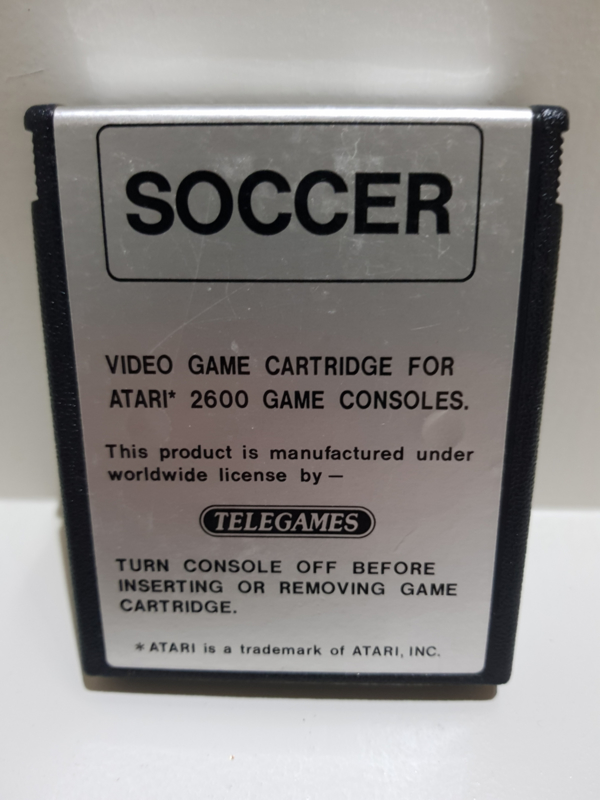 SOCCER
VIDEO GAME CARTRIDGE FOR
ATARI* 2600 GAME CONSOLES.
This product is manufactured under
worldwide license by —
TELEGAMES
TURN CONSOLE OFF BEFORE
INSERTING OR REMOVING GAME
CARTRIDGE.
*ATARI is a trademark of ATARI, INC.